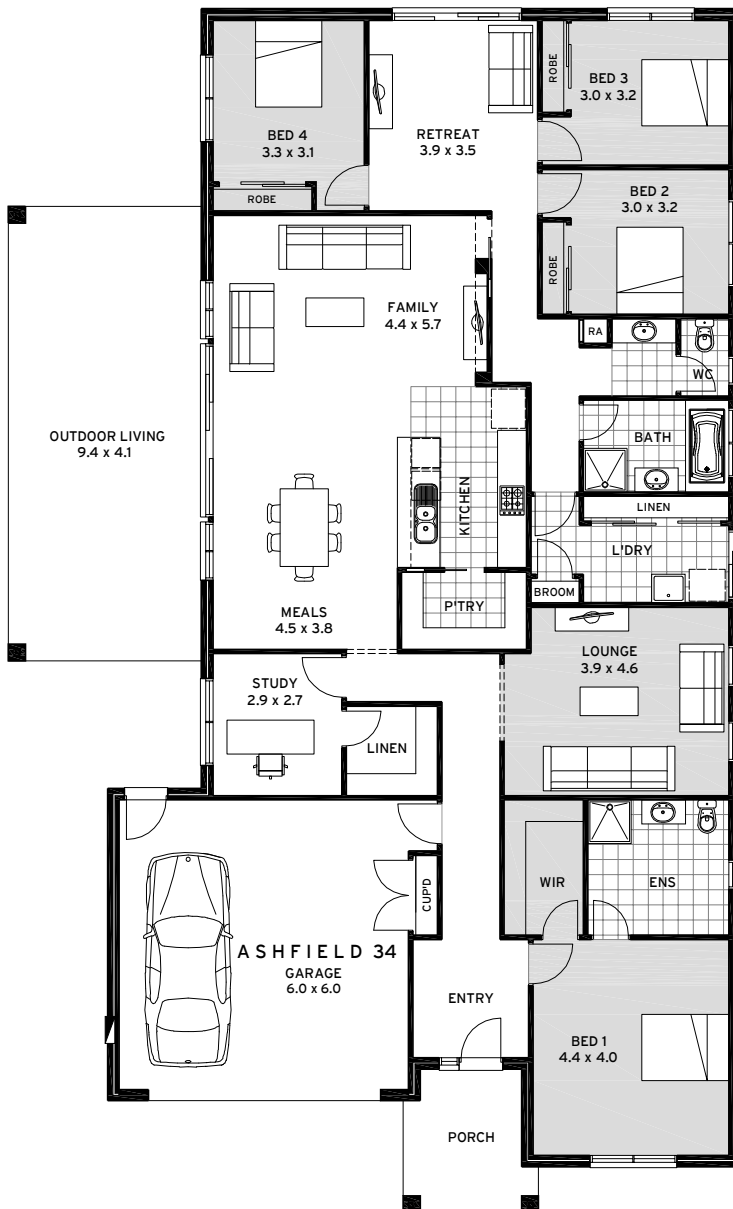 ROBE
BED 3
3.0 x 3.2
BED 4
3.3 x 3.1
RETREAT
3.9 x 3.5
ROBE
BED 2
3.0 x 3.2
ROBE
FAMILY
4.4 x 5.7
RA
WC
OUTDOOR LIVING
9.4 x 4.1
BATH
KITCHEN
LINEN
L'DRY
BROOM
P'TRY
MEALS
4.5 x 3.8
LOUNGE
3.9 x 4.6
STUDY
2.9 x 2.7
LINEN
WIR
ENS
CUP'D
ASHFIELD 34
GARAGE
6.0 x 6.0
ENTRY
BED 1
4.4 x 4.0
PORCH